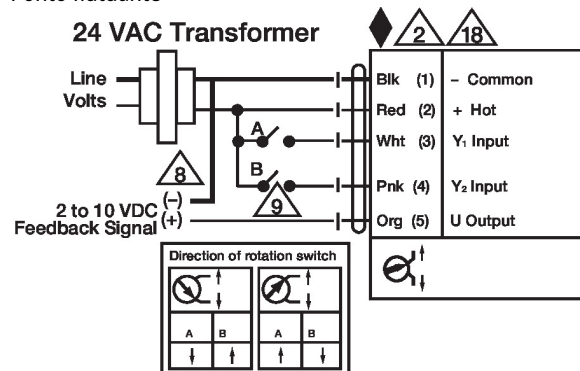 24 VAC Transformer
2 18
Line
Volts
Blk (1) – Common
Red (2) + Hot
A
Wht (3) Y₁ Input
B
Pnk (4) Y₂ Input
8
9
2 to 10 VDC (–)
Feedback Signal (+)
Org (5) U Output
Direction of rotation switch
A B A B